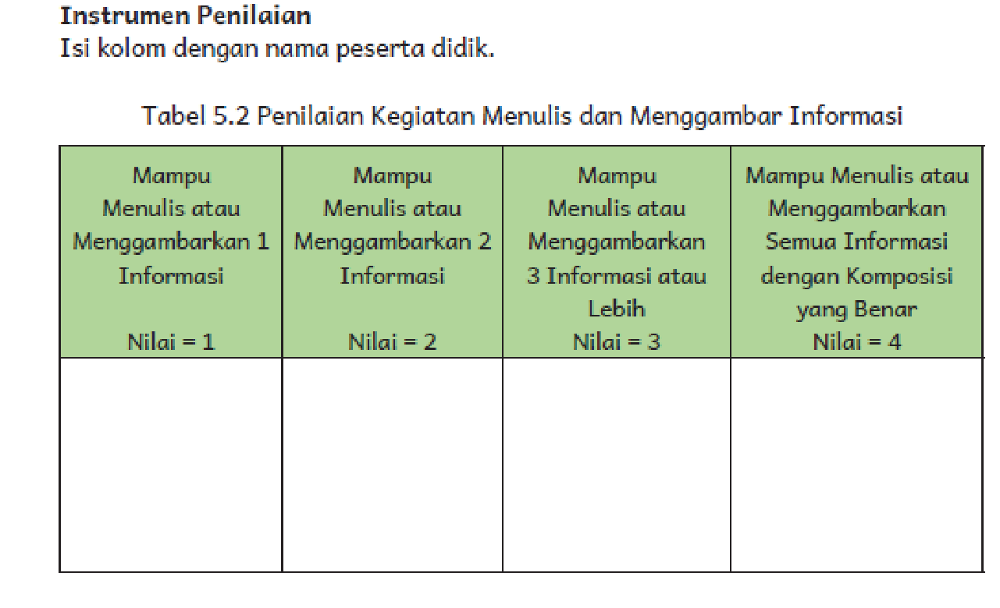 Instrumen Penilaian
Isi kolom dengan nama peserta didik.
Tabel 5.2 Penilaian Kegiatan Menulis dan Menggambar Informasi
Mampu
Menulis atau
Menggambarkan 1
Informasi
Nilai = 1
Mampu
Menulis atau
Menggambarkan 2
Informasi
Nilai = 2
Mampu
Menulis atau
Menggambarkan
3 Informasi atau
Lebih
Nilai = 3
Mampu Menulis atau
Menggambarkan
Semua Informasi
dengan Komposisi
yang Benar
Nilai = 4